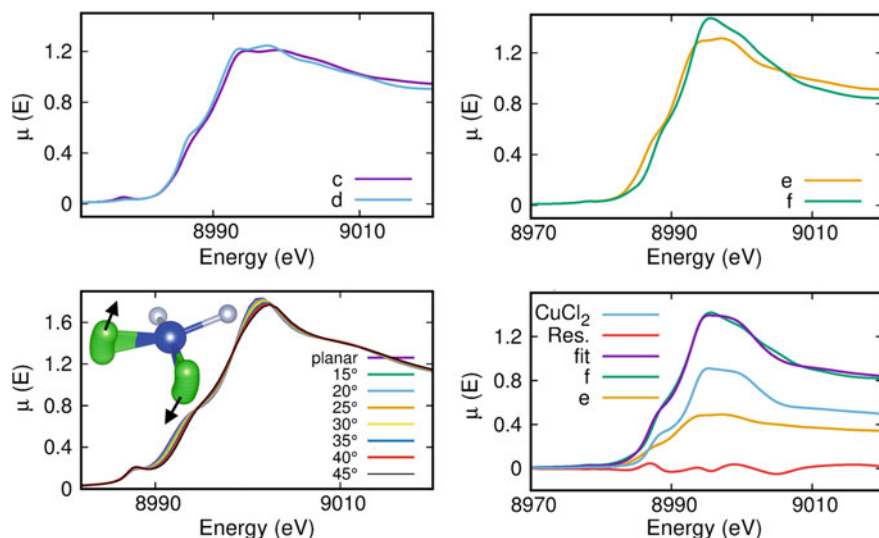 1.2
0.8
0.4
0
μ (E)
c
d
8990
9010
Energy (eV)
1.2
0.8
0.4
0
μ (E)
e
f
8970
8990
9010
Energy (eV)
1.6
1.2
0.8
0.4
0
μ (E)
planar
15°
20°
25°
30°
35°
40°
45°
8990
9010
Energy (eV)
CuCl2
Res.
fit
f
e
1.2
0.8
0.4
0
μ (E)
8970
8990
9010
Energy (eV)